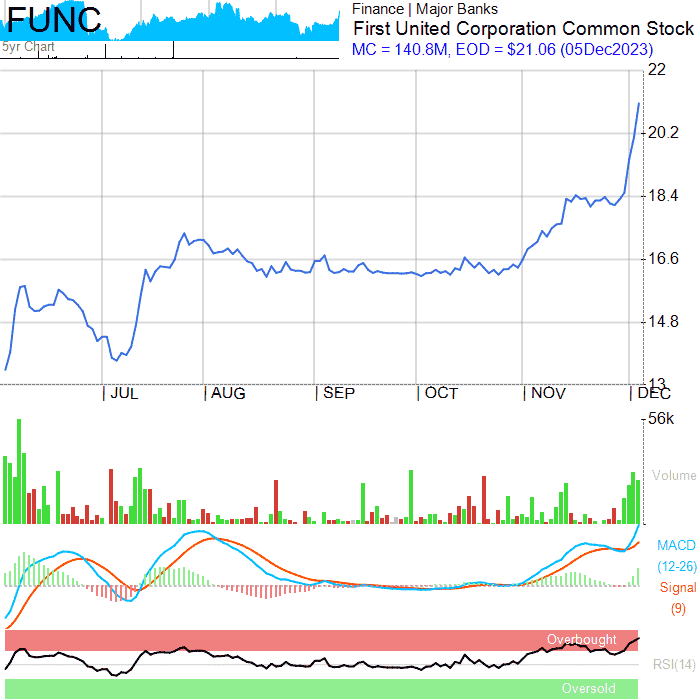 FUNC
5yr Chart
Finance | Major Banks
First United Corporation Common Stock
MC = 140.8M, EOD = $21.06 (05Dec2023)
22
20.2
18.4
16.6
14.8
13
JUL AUG SEP OCT NOV DEC
56k
Volume
MACD
(12-26)
Signal
(9)
Overbought
RSI(14)
Oversold